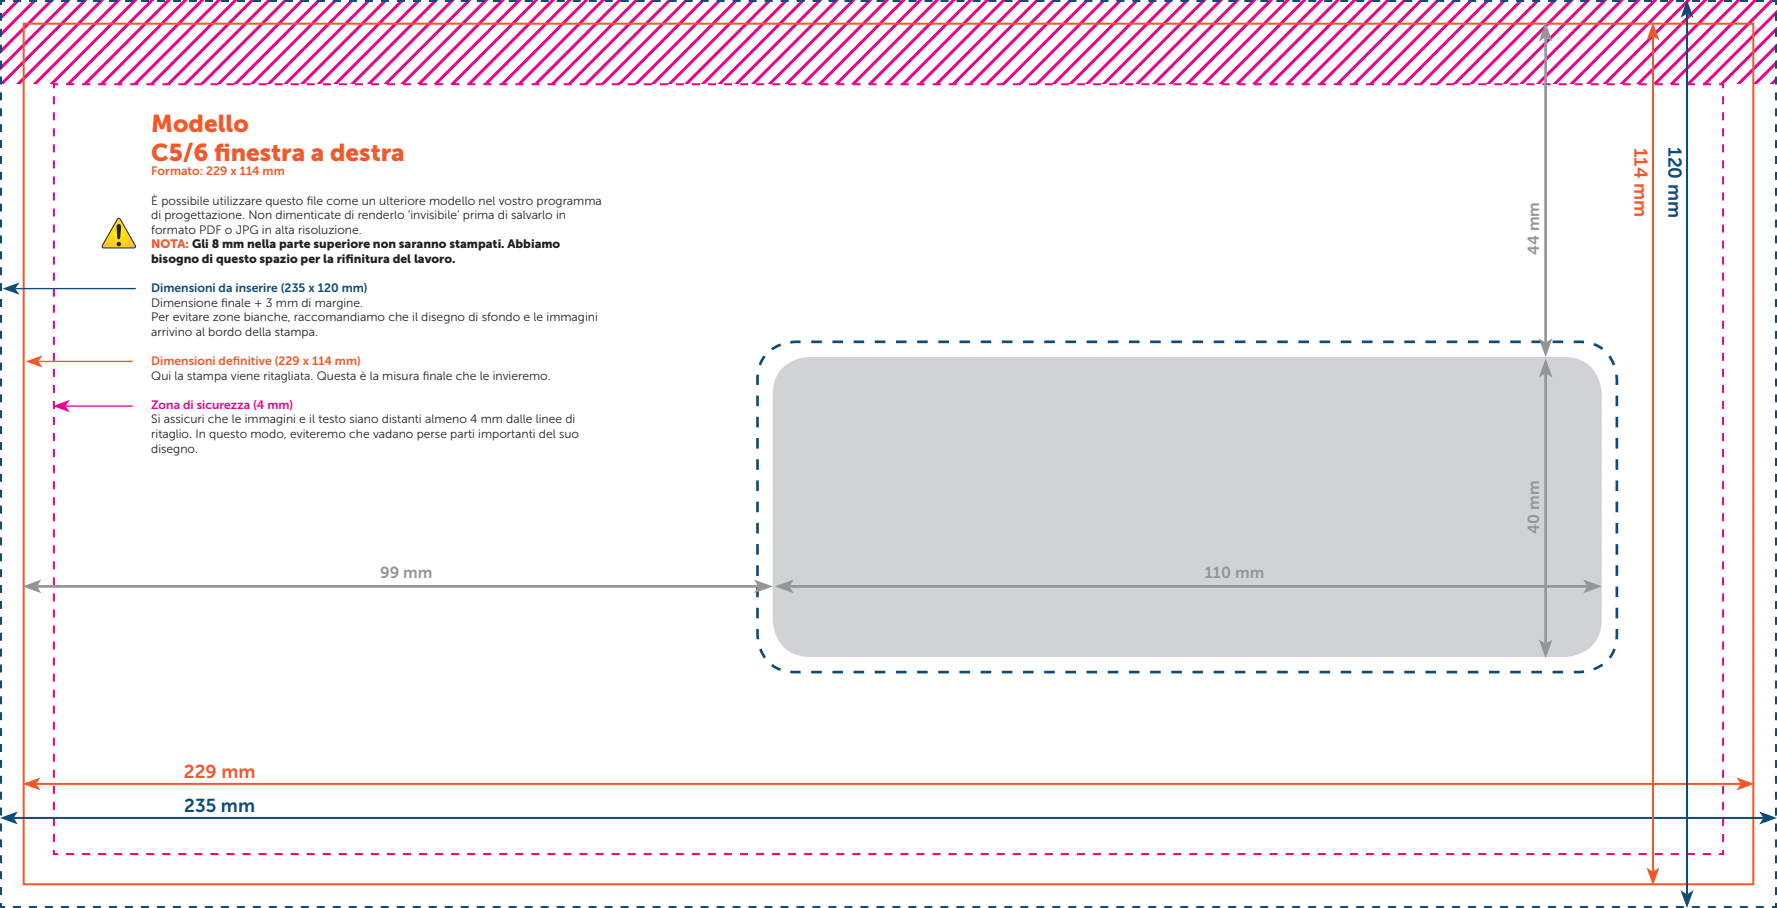 Modello
C5/6 finestra a destra
Formato: 229 x 114 mm
È possibile utilizzare questo file come un ulteriore modello nel vostro programma
di progettazione. Non dimenticate di renderlo ‘invisibile’ prima di salvarlo in
formato PDF o JPG in alta risoluzione.
NOTA: Gli 8 mm nella parte superiore non saranno stampati. Abbiamo
bisogno di questo spazio per la rifinitura del lavoro.
Dimensioni da inserire (235 x 120 mm)
Dimensione finale + 3 mm di margine.
Per evitare zone bianche, raccomandiamo che il disegno di sfondo e le immagini
arrivino al bordo della stampa.
Dimensioni definitive (229 x 114 mm)
Qui la stampa viene ritagliata. Questa è la misura finale che le invieremo.
Zona di sicurezza (4 mm)
Si assicuri che le immagini e il testo siano distanti almeno 4 mm dalle linee di
ritaglio. In questo modo, eviteremo che vadano perse parti importanti del suo
disegno.
44 mm
114 mm
120 mm
40 mm
99 mm
110 mm
229 mm
235 mm